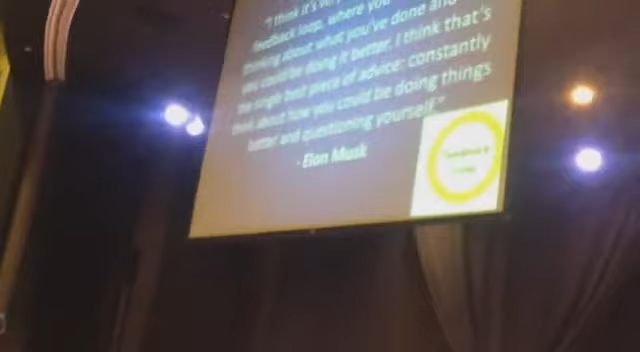 "I think it's
feedback loop, where you
thinking about what you've done and
you could be doing it better. I think that's
the single best piece of advice: constantly
think about how you could be doing things
better and questioning yourself."
- Elon Musk